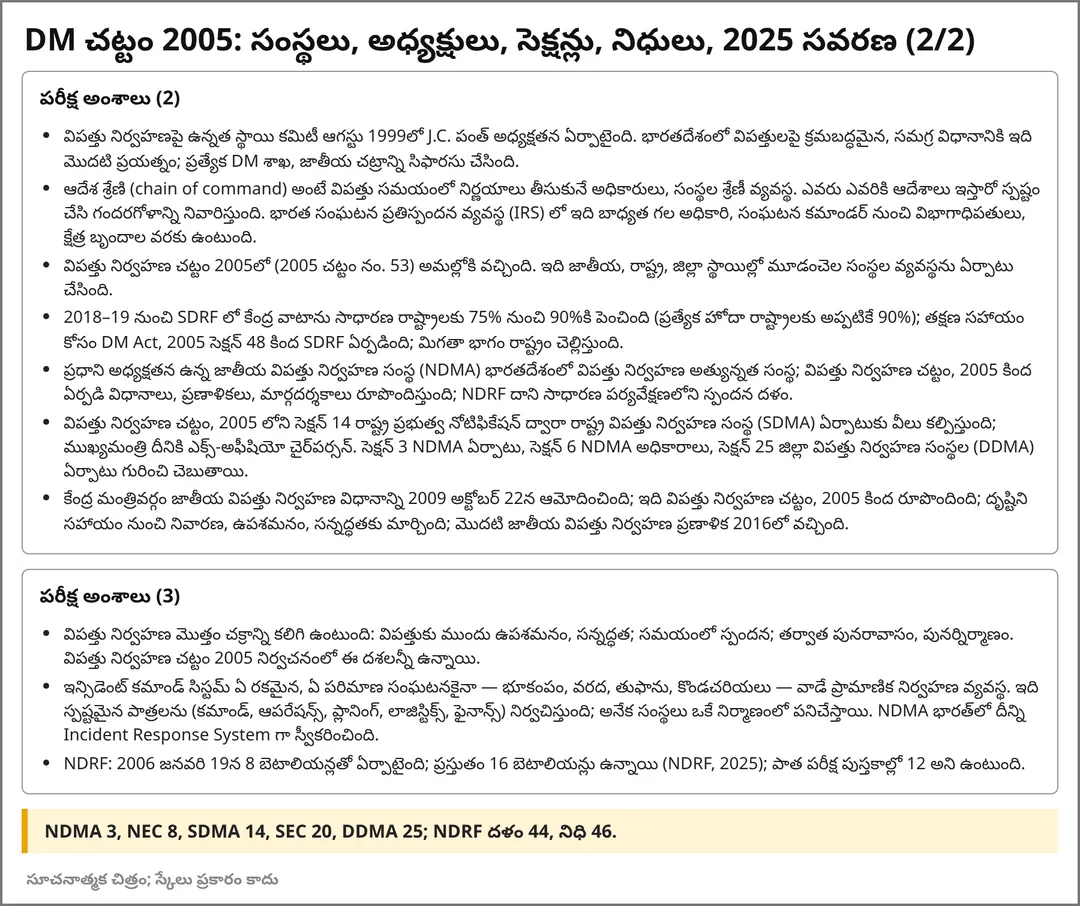 DM చట్టం 2005: సంస్థలు, అధ్యక్షులు, సెక్షన్లు, నిధులు, 2025 సవరణ (2/2)
పరీక్ష అంశాలు (2)
• విపత్తు నిర్వహణపై ఉన్నత స్థాయి కమిటీ ఆగస్టు 1999లో J.C. పంత్ అధ్యక్షతన ఏర్పాటైంది. భారతదేశంలో విపత్తులపై క్రమబద్ధమైన, సమగ్ర విధానానికి ఇది
మొదటి ప్రయత్నం; ప్రత్యేక DM శాఖ, జాతీయ చట్రాన్ని సిఫారసు చేసింది.
• ఆదేశ శ్రేణి (chain of command) అంటే విపత్తు సమయంలో నిర్ణయాలు తీసుకునే అధికారులు, సంస్థల శ్రేణీ వ్యవస్థ. ఎవరు ఎవరికి ఆదేశాలు ఇస్తారో స్పష్టం
చేసి గందరగోళాన్ని నివారిస్తుంది. భారత సంఘటన ప్రతిస్పందన వ్యవస్థ (IRS) లో ఇది బాధ్యత గల అధికారి, సంఘటన కమాండర్ నుంచి విభాగాధిపతులు,
క్షేత్ర బృందాల వరకు ఉంటుంది.
• విపత్తు నిర్వహణ చట్టం 2005లో (2005 చట్టం నం. 53) అమల్లోకి వచ్చింది. ఇది జాతీయ, రాష్ట్ర, జిల్లా స్థాయిల్లో మూడంచెల సంస్థల వ్యవస్థను ఏర్పాటు
చేసింది.
• 2018–19 నుంచి SDRF లో కేంద్ర వాటాను సాధారణ రాష్ట్రాలకు 75% నుంచి 90%కి పెంచింది (ప్రత్యేక హోదా రాష్ట్రాలకు అప్పటికే 90%); తక్షణ సహాయం
కోసం DM Act, 2005 సెక్షన్ 48 కింద SDRF ఏర్పడింది; మిగతా భాగం రాష్ట్రం చెల్లిస్తుంది.
• ప్రధాని అధ్యక్షతన ఉన్న జాతీయ విపత్తు నిర్వహణ సంస్థ (NDMA) భారతదేశంలో విపత్తు నిర్వహణ అత్యున్నత సంస్థ; విపత్తు నిర్వహణ చట్టం, 2005 కింద
ఏర్పడి విధానాలు, ప్రణాళికలు, మార్గదర్శకాలు రూపొందిస్తుంది; NDRF దాని సాధారణ పర్యవేక్షణలోని స్పందన దళం.
• విపత్తు నిర్వహణ చట్టం, 2005 లోని సెక్షన్ 14 రాష్ట్ర ప్రభుత్వ నోటిఫికేషన్ ద్వారా రాష్ట్ర విపత్తు నిర్వహణ సంస్థ (SDMA) ఏర్పాటుకు వీలు కల్పిస్తుంది;
ముఖ్యమంత్రి దీనికి ఎక్స్-అఫీషియో చైర్‌పర్సన్. సెక్షన్ 3 NDMA ఏర్పాటు, సెక్షన్ 6 NDMA అధికారాలు, సెక్షన్ 25 జిల్లా విపత్తు నిర్వహణ సంస్థల (DDMA)
ఏర్పాటు గురించి చెబుతాయి.
• కేంద్ర మంత్రివర్గం జాతీయ విపత్తు నిర్వహణ విధానాన్ని 2009 అక్టోబర్ 22న ఆమోదించింది; ఇది విపత్తు నిర్వహణ చట్టం, 2005 కింద రూపొందింది; దృష్టిని
సహాయం నుంచి నివారణ, ఉపశమనం, సన్నద్ధతకు మార్చింది; మొదటి జాతీయ విపత్తు నిర్వహణ ప్రణాళిక 2016లో వచ్చింది.
పరీక్ష అంశాలు (3)
• విపత్తు నిర్వహణ మొత్తం చక్రాన్ని కలిగి ఉంటుంది: విపత్తుకు ముందు ఉపశమనం, సన్నద్ధత; సమయంలో స్పందన; తర్వాత పునరావాసం, పునర్నిర్మాణం.
విపత్తు నిర్వహణ చట్టం 2005 నిర్వచనంలో ఈ దశలన్నీ ఉన్నాయి.
• ఇన్సిడెంట్ కమాండ్ సిస్టమ్ ఏ రకమైన, ఏ పరిమాణ సంఘటనకైనా — భూకంపం, వరద, తుఫాను, కొండచరియలు — వాడే ప్రామాణిక నిర్వహణ వ్యవస్థ. ఇది
స్పష్టమైన పాత్రలను (కమాండ్, ఆపరేషన్స్, ప్లానింగ్, లాజిస్టిక్స్, ఫైనాన్స్) నిర్వచిస్తుంది; అనేక సంస్థలు ఒకే నిర్మాణంలో పనిచేస్తాయి. NDMA భారత్‌లో దీన్ని
Incident Response System గా స్వీకరించింది.
• NDRF: 2006 జనవరి 19న 8 బెటాలియన్లతో ఏర్పాటైంది; ప్రస్తుతం 16 బెటాలియన్లు ఉన్నాయి (NDRF, 2025); పాత పరీక్ష పుస్తకాల్లో 12 అని ఉంటుంది.
NDMA 3, NEC 8, SDMA 14, SEC 20, DDMA 25; NDRF దళం 44, నిధి 46.
సూచనాత్మక చిత్రం; స్కేలు ప్రకారం కాదు